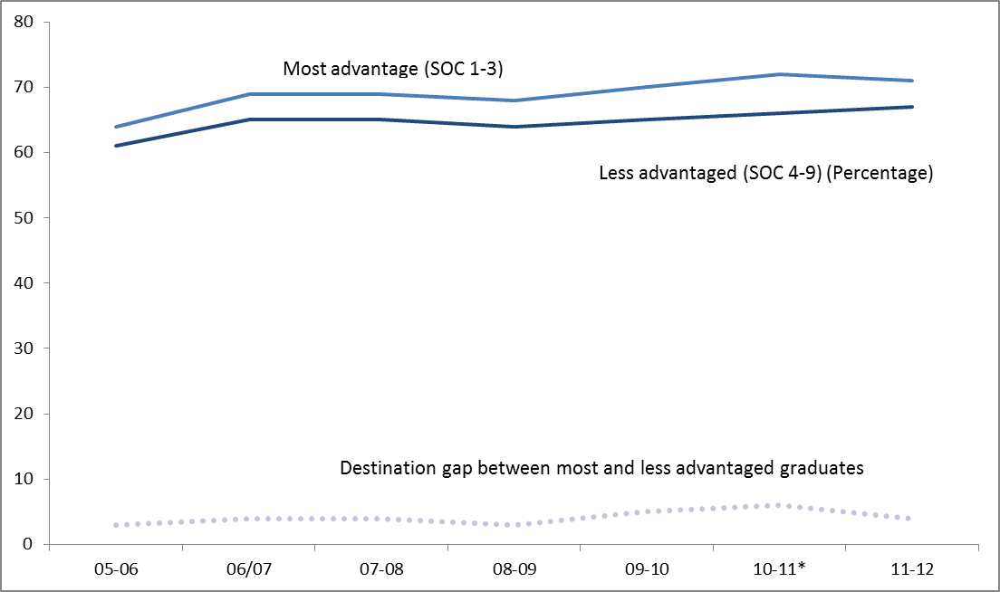 80
70
60
50
40
30
20
10
0
Most advantage (SOC 1-3)
Less advantaged (SOC 4-9) (Percentage)
Destination gap between most and less advantaged graduates
05-06 06/07 07-08 08-09 09-10 10-11* 11-12